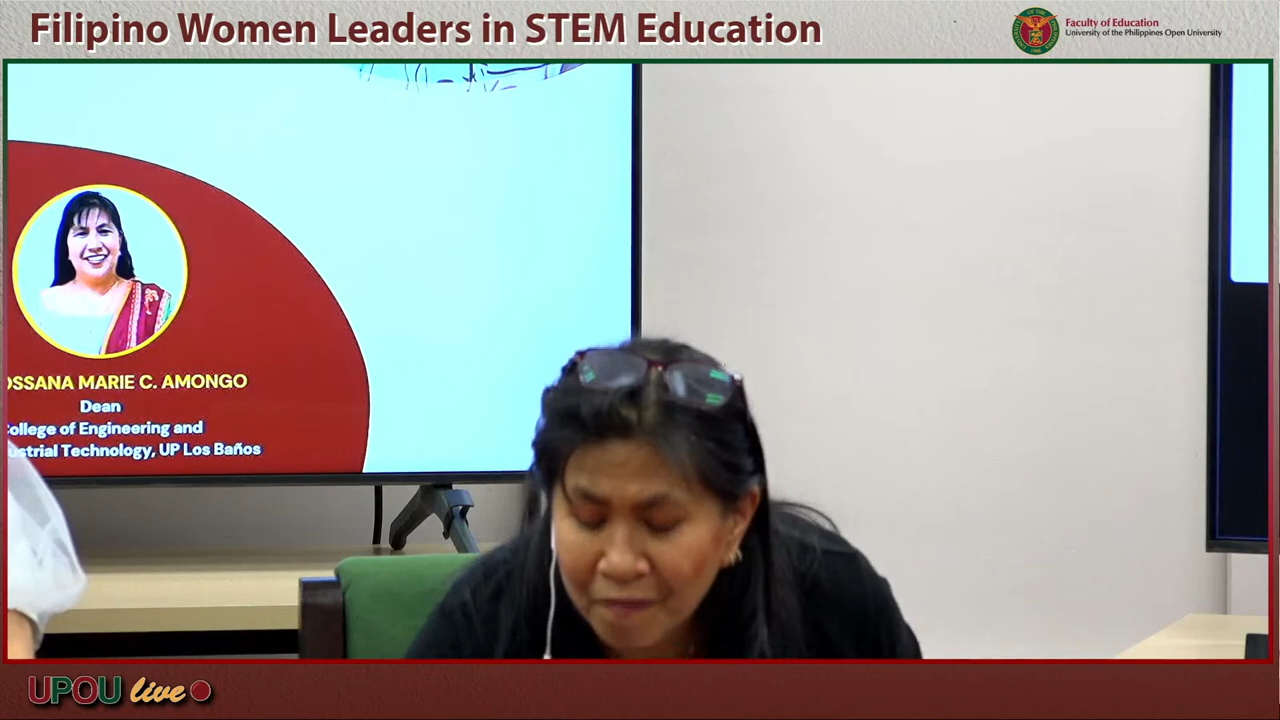 Filipino Women Leaders in STEM Education
Faculty of Education
University of the Philippines Open University
OSSANA MARIE C. AMONGO
Dean
College of Engineering and
ustrial Technology, UP Los Baños
UPOU live